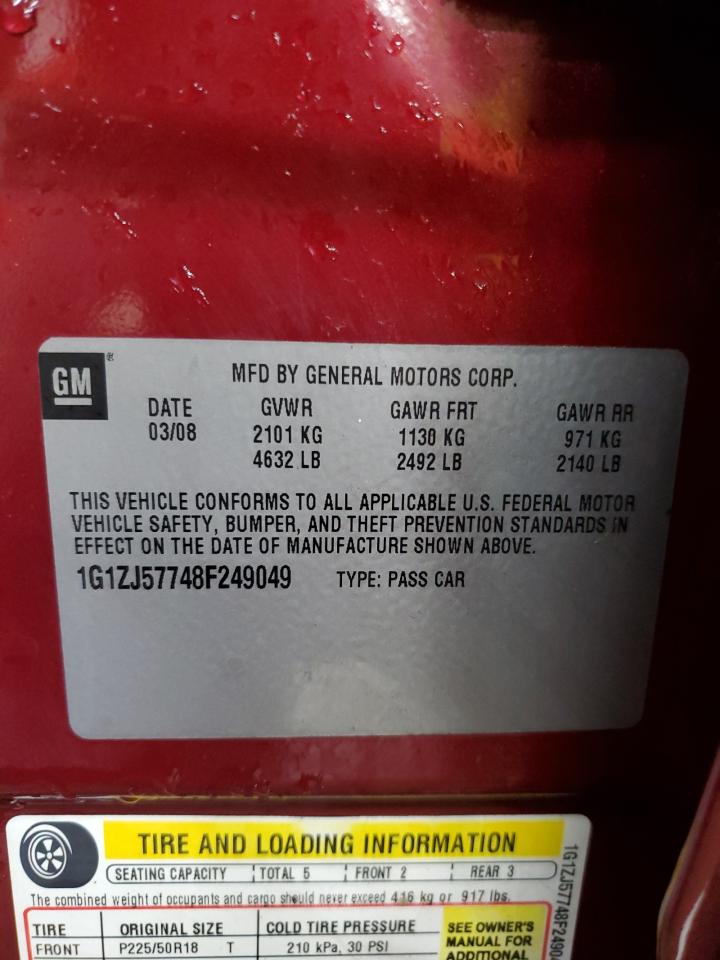 GM ®
MFD BY GENERAL MOTORS CORP.
DATE GVWR GAWR FRT GAWR RR
03/08 2101 KG 1130 KG 971 KG
4632 LB 2492 LB 2140 LB
THIS VEHICLE CONFORMS TO ALL APPLICABLE U.S. FEDERAL MOTOR
VEHICLE SAFETY, BUMPER, AND THEFT PREVENTION STANDARDS IN
EFFECT ON THE DATE OF MANUFACTURE SHOWN ABOVE.
1G1ZJ57748F249049 TYPE: PASS CAR
TIRE AND LOADING INFORMATION
SEATING CAPACITY TOTAL 5 FRONT 2 REAR 3
The combined weight of occupants and cargo should never exceed 416 kg or 917 lbs.
TIRE ORIGINAL SIZE COLD TIRE PRESSURE
FRONT P225/50R18 T 210 kPa, 30 PSI
SEE OWNER'S
MANUAL FOR
ADDITIONAL
1G1ZJ57748F24904